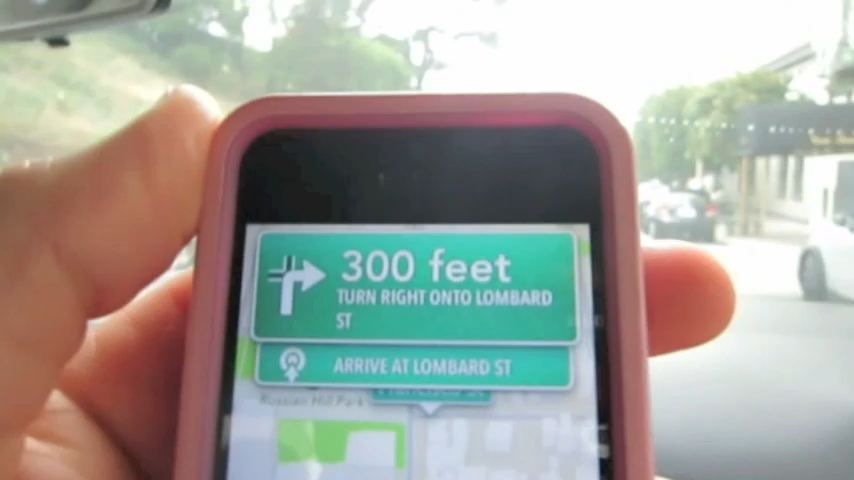 300 feet
TURN RIGHT ONTO LOMBARD
ST
ARRIVE AT LOMBARD ST
Russian Hill Park